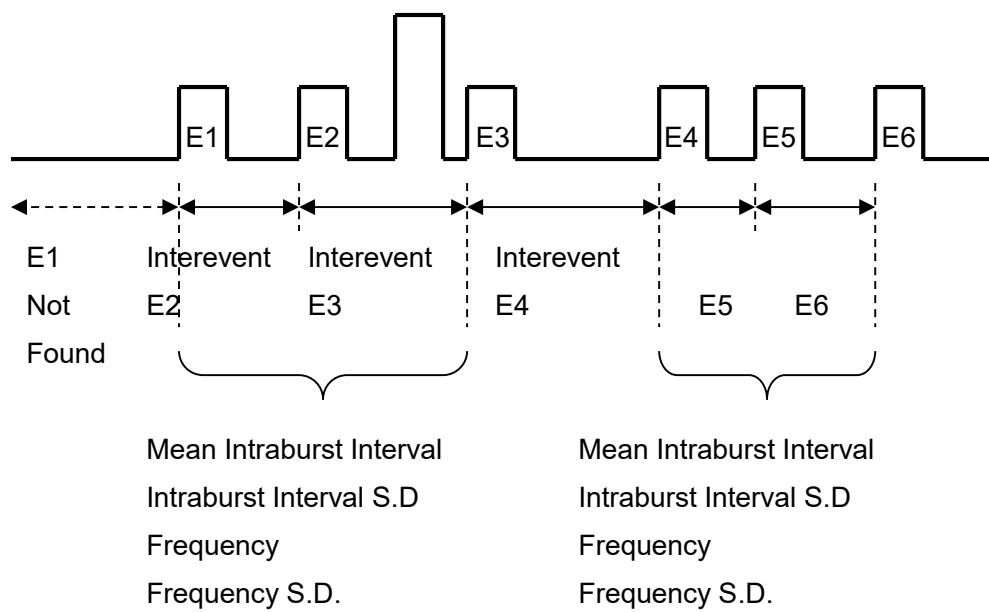 E1 E2 E3 E4 E5 E6
E1 Interevent Interevent Interevent
Not E2 E3 E4 E5 E6
Found
Mean Intraburst Interval Mean Intraburst Interval
Intraburst Interval S.D Intraburst Interval S.D
Frequency Frequency
Frequency S.D. Frequency S.D.